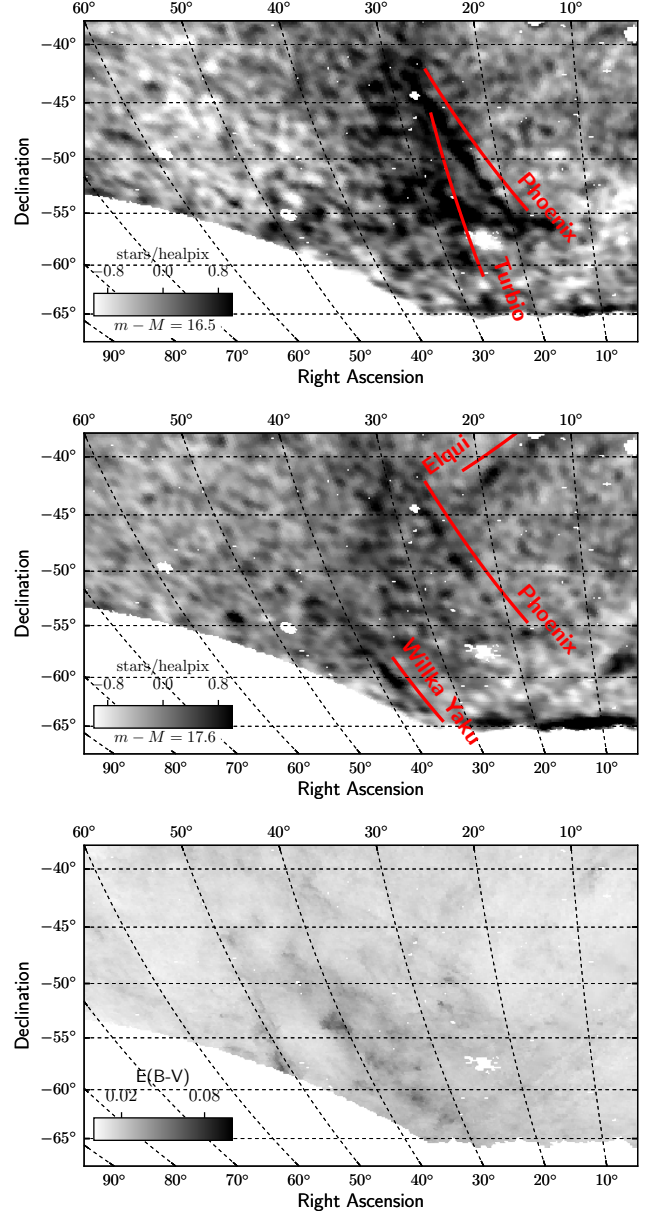 60° 50° 40° 30° 20° 10°
−40°
−45°
−50°
−55°
−60°
−65°
Declination
Phoenix
Turbio
stars/healpix
−0.8 0.0 0.8
m − M = 16.5
90° 80° 70° 60° 50° 40° 30° 20° 10°
Right Ascension
60° 50° 40° 30° 20° 10°
−40°
−45°
−50°
−55°
−60°
−65°
Declination
Elqui
Phoenix
Willka Yaku
stars/healpix
−0.8 0.0 0.8
m − M = 17.6
90° 80° 70° 60° 50° 40° 30° 20° 10°
Right Ascension
60° 50° 40° 30° 20° 10°
−40°
−45°
−50°
−55°
−60°
−65°
Declination
E(B-V)
0.02 0.08
90° 80° 70° 60° 50° 40° 30° 20° 10°
Right Ascension